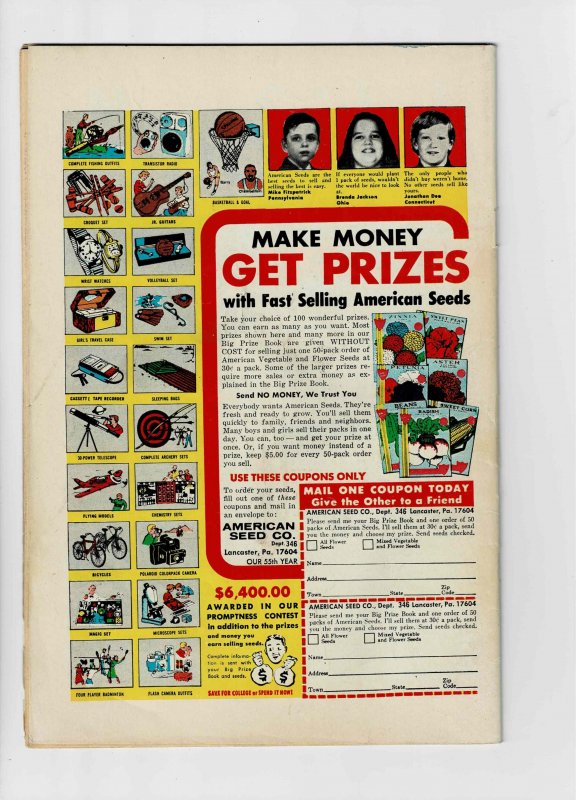 COMPLETE FISHING OUTFITS
TRANSISTOR RADIO
CROQUET SET
JR. GUITARS
WRIST WATCHES
VOLLEYBALL SET
GIRL'S TRAVEL CASE
SWIM SET
CASSETTE TAPE RECORDER
SLEEPING BAGS
30-POWER TELESCOPE
COMPLETE ARCHERY SETS
FLYING MODELS
CHEMISTRY SETS
BICYCLES
POLAROID COLORPACK CAMERA
MAGIC SET
MICROSCOPE SETS
FOUR PLAYER BADMINTON
FLASH CAMERA OUTFITS
BASKETBALL & GOAL
American Seeds are the
best seeds to sell and
selling the best is easy.
Mike Fitzpatrick
Pennsylvania
If everyone would plant
1 pack of seeds, wouldn't
the world be nice to look
at.
Brenda Jackson
Ohio
The only people who
didn't buy weren't home.
No other seeds sell like
yours.
Jonathan Doe
Connecticut
MAKE MONEY
GET PRIZES
with Fast Selling American Seeds
Take your choice of 100 wonderful prizes.
You can earn as many as you want. Most
prizes shown here and many more in our
Big Prize Book are given WITHOUT
COST for selling just one 50-pack order of
American Vegetable and Flower Seeds at
30¢ a pack. Some of the larger prizes re-
quire more sales or extra money as ex-
plained in the Big Prize Book.
Send NO MONEY, We Trust You
Everybody wants American Seeds. They're
fresh and ready to grow. You'll sell them
quickly to family, friends and neighbors.
Many boys and girls sell their packs in one
day. You can, too — and get your prize at
once. Or, if you want money instead of a
prize, keep $5.00 for every 50-pack order
you sell.
ZINNIA
SWEET PEAS
PETUNIA
ASTER
BEANS
RADISH
SWEET CORN
USE THESE COUPONS ONLY
To order your seeds,
fill out one of these
coupons and mail in
an envelope to:
AMERICAN
SEED CO.
Dept 346
Lancaster, Pa. 17604
OUR 55th YEAR
MAIL ONE COUPON TODAY
Give the Other to a Friend
AMERICAN SEED CO., Dept. 346 Lancaster, Pa. 17604
Please send me your Big Prize Book and one order of 50
packs of American Seeds. I'll sell them at 30¢ a pack, send
you the money and choose my prize. Send seeds checked.
All Flower
Seeds
Mixed Vegetable
and Flower Seeds
Name
Address
Town State Zip
Code
AMERICAN SEED CO., Dept. 346 Lancaster, Pa. 17604
Please send me your Big Prize Book and one order of 50
packs of American Seeds. I'll sell them at 30¢ a pack, send
you the money and choose my prize. Send seeds checked.
All Flower
Seeds
Mixed Vegetable
and Flower Seeds
Name
Address
Town State Zip
Code
$6,400.00
AWARDED IN OUR
PROMPTNESS CONTEST
in addition to the prizes
and money you
earn selling seeds.
Complete informa-
tion is sent with
your Big Prize
Book and seeds.
$ $
SAVE FOR COLLEGE or SPEND IT NOW!